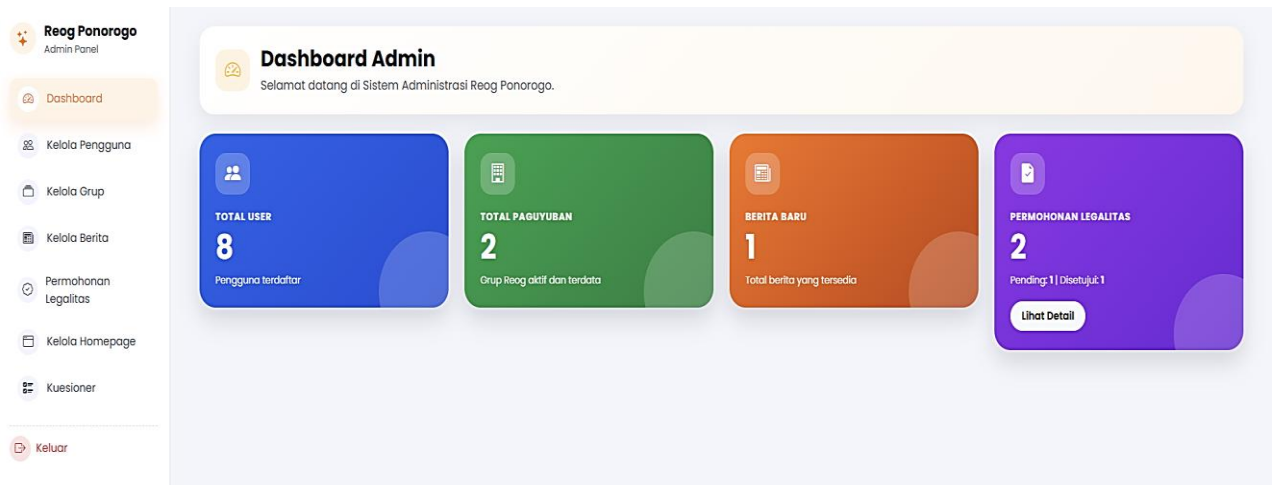 Reog Ponorogo
Admin Panel
Dashboard
Kelola Pengguna
Kelola Grup
Kelola Berita
Permohonan
Legalitas
Kelola Homepage
Kuesioner
Keluar
Dashboard Admin
Selamat datang di Sistem Administrasi Reog Ponorogo.
TOTAL USER
8
Pengguna terdaftar
TOTAL PAGUYUBAN
2
Grup Reog aktif dan terdata
BERITA BARU
1
Total berita yang tersedia
PERMOHONAN LEGALITAS
2
Pending: 1 | Disetujui: 1
Lihat Detail